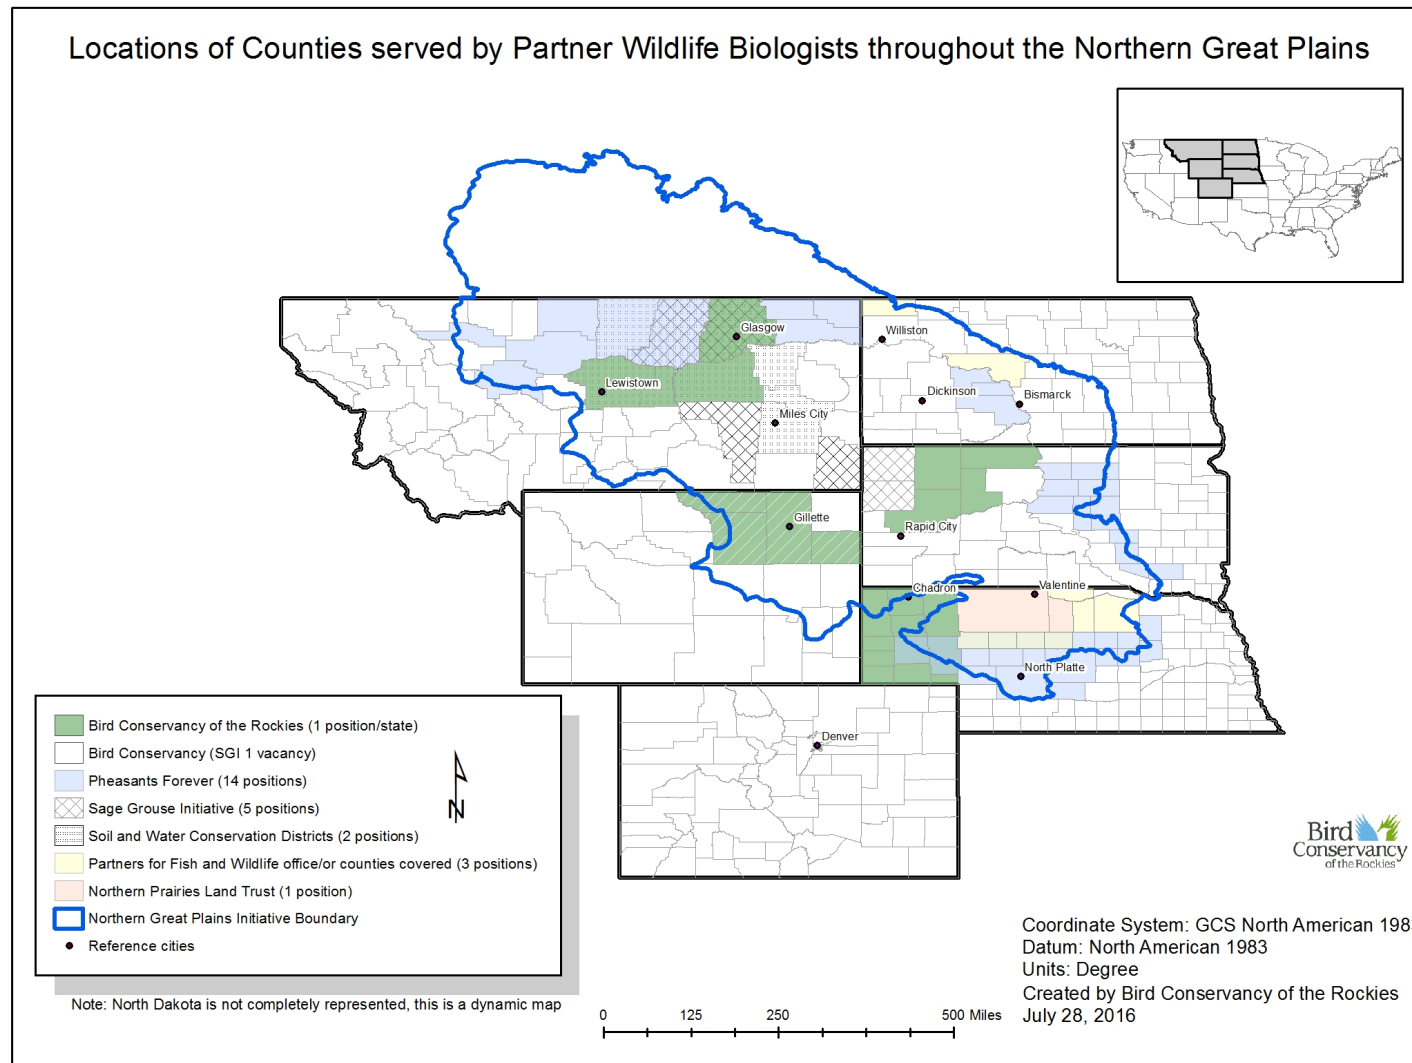 Locations of Counties served by Partner Wildlife Biologists throughout the Northern Great Plains
Glasgow
Williston
Lewistown
Dickinson
Bismarck
Miles City
Gillette
Rapid City
Chadron
Valentine
North Platte
Denver
Bird Conservancy of the Rockies (1 position/state)
Bird Conservancy (SGI 1 vacancy)
Pheasants Forever (14 positions)
Sage Grouse Initiative (5 positions)
Soil and Water Conservation Districts (2 positions)
Partners for Fish and Wildlife office/or counties covered (3 positions)
Northern Prairies Land Trust (1 position)
Northern Great Plains Initiative Boundary
Reference cities
N
Note: North Dakota is not completely represented, this is a dynamic map
0 125 250 500 Miles
Bird
Conservancy
of the Rockies
Coordinate System: GCS North American 198
Datum: North American 1983
Units: Degree
Created by Bird Conservancy of the Rockies
July 28, 2016